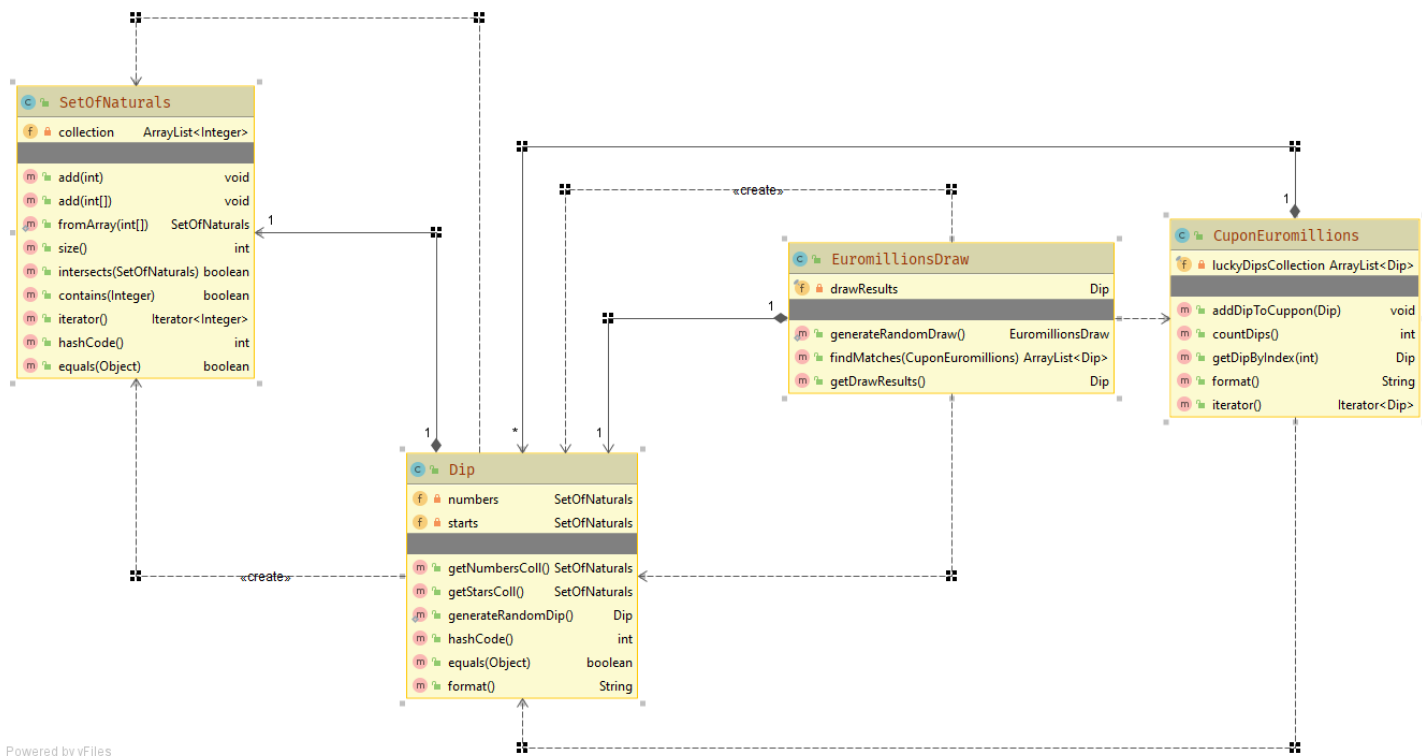 SetOfNaturals
collection ArrayList<Integer>
add(int) void
add(int[]) void
fromArray(int[]) SetOfNaturals
size() int
intersects(SetOfNaturals) boolean
contains(Integer) boolean
iterator() Iterator<Integer>
hashCode() int
equals(Object) boolean
1
1
«create»
Dip
numbers SetOfNaturals
starts SetOfNaturals
getNumbersColl() SetOfNaturals
getStarsColl() SetOfNaturals
generateRandomDip() Dip
hashCode() int
equals(Object) boolean
format() String
*
1
«create»
1
EuromillionsDraw
drawResults Dip
generateRandomDraw() EuromillionsDraw
findMatches(CuponEuromillions) ArrayList<Dip>
getDrawResults() Dip
1
CuponEuromillions
luckyDipsCollection ArrayList<Dip>
addDipToCuppon(Dip) void
countDips() int
getDipByIndex(int) Dip
format() String
iterator() Iterator<Dip>
Powered by yFiles